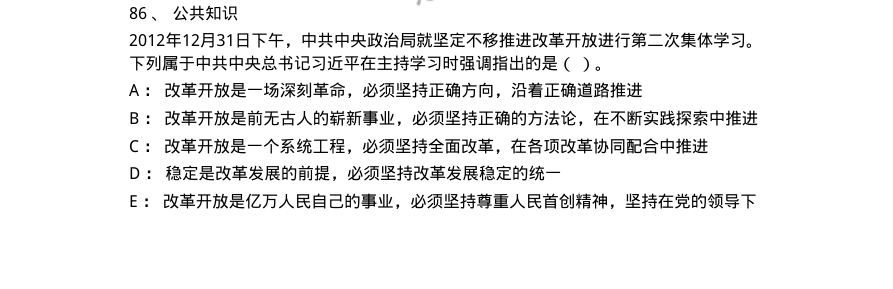 86 、 公共知识
2012年12月31日下午，中共中央政治局就坚定不移推进改革开放进行第二次集体学习。
下列属于中共中央总书记习近平在主持学习时强调指出的是（ ）。
A ： 改革开放是一场深刻革命，必须坚持正确方向，沿着正确道路推进
B ： 改革开放是前无古人的崭新事业，必须坚持正确的方法论，在不断实践探索中推进
C ： 改革开放是一个系统工程，必须坚持全面改革，在各项改革协同配合中推进
D ： 稳定是改革发展的前提，必须坚持改革发展稳定的统一
E ： 改革开放是亿万人民自己的事业，必须坚持尊重人民首创精神，坚持在党的领导下